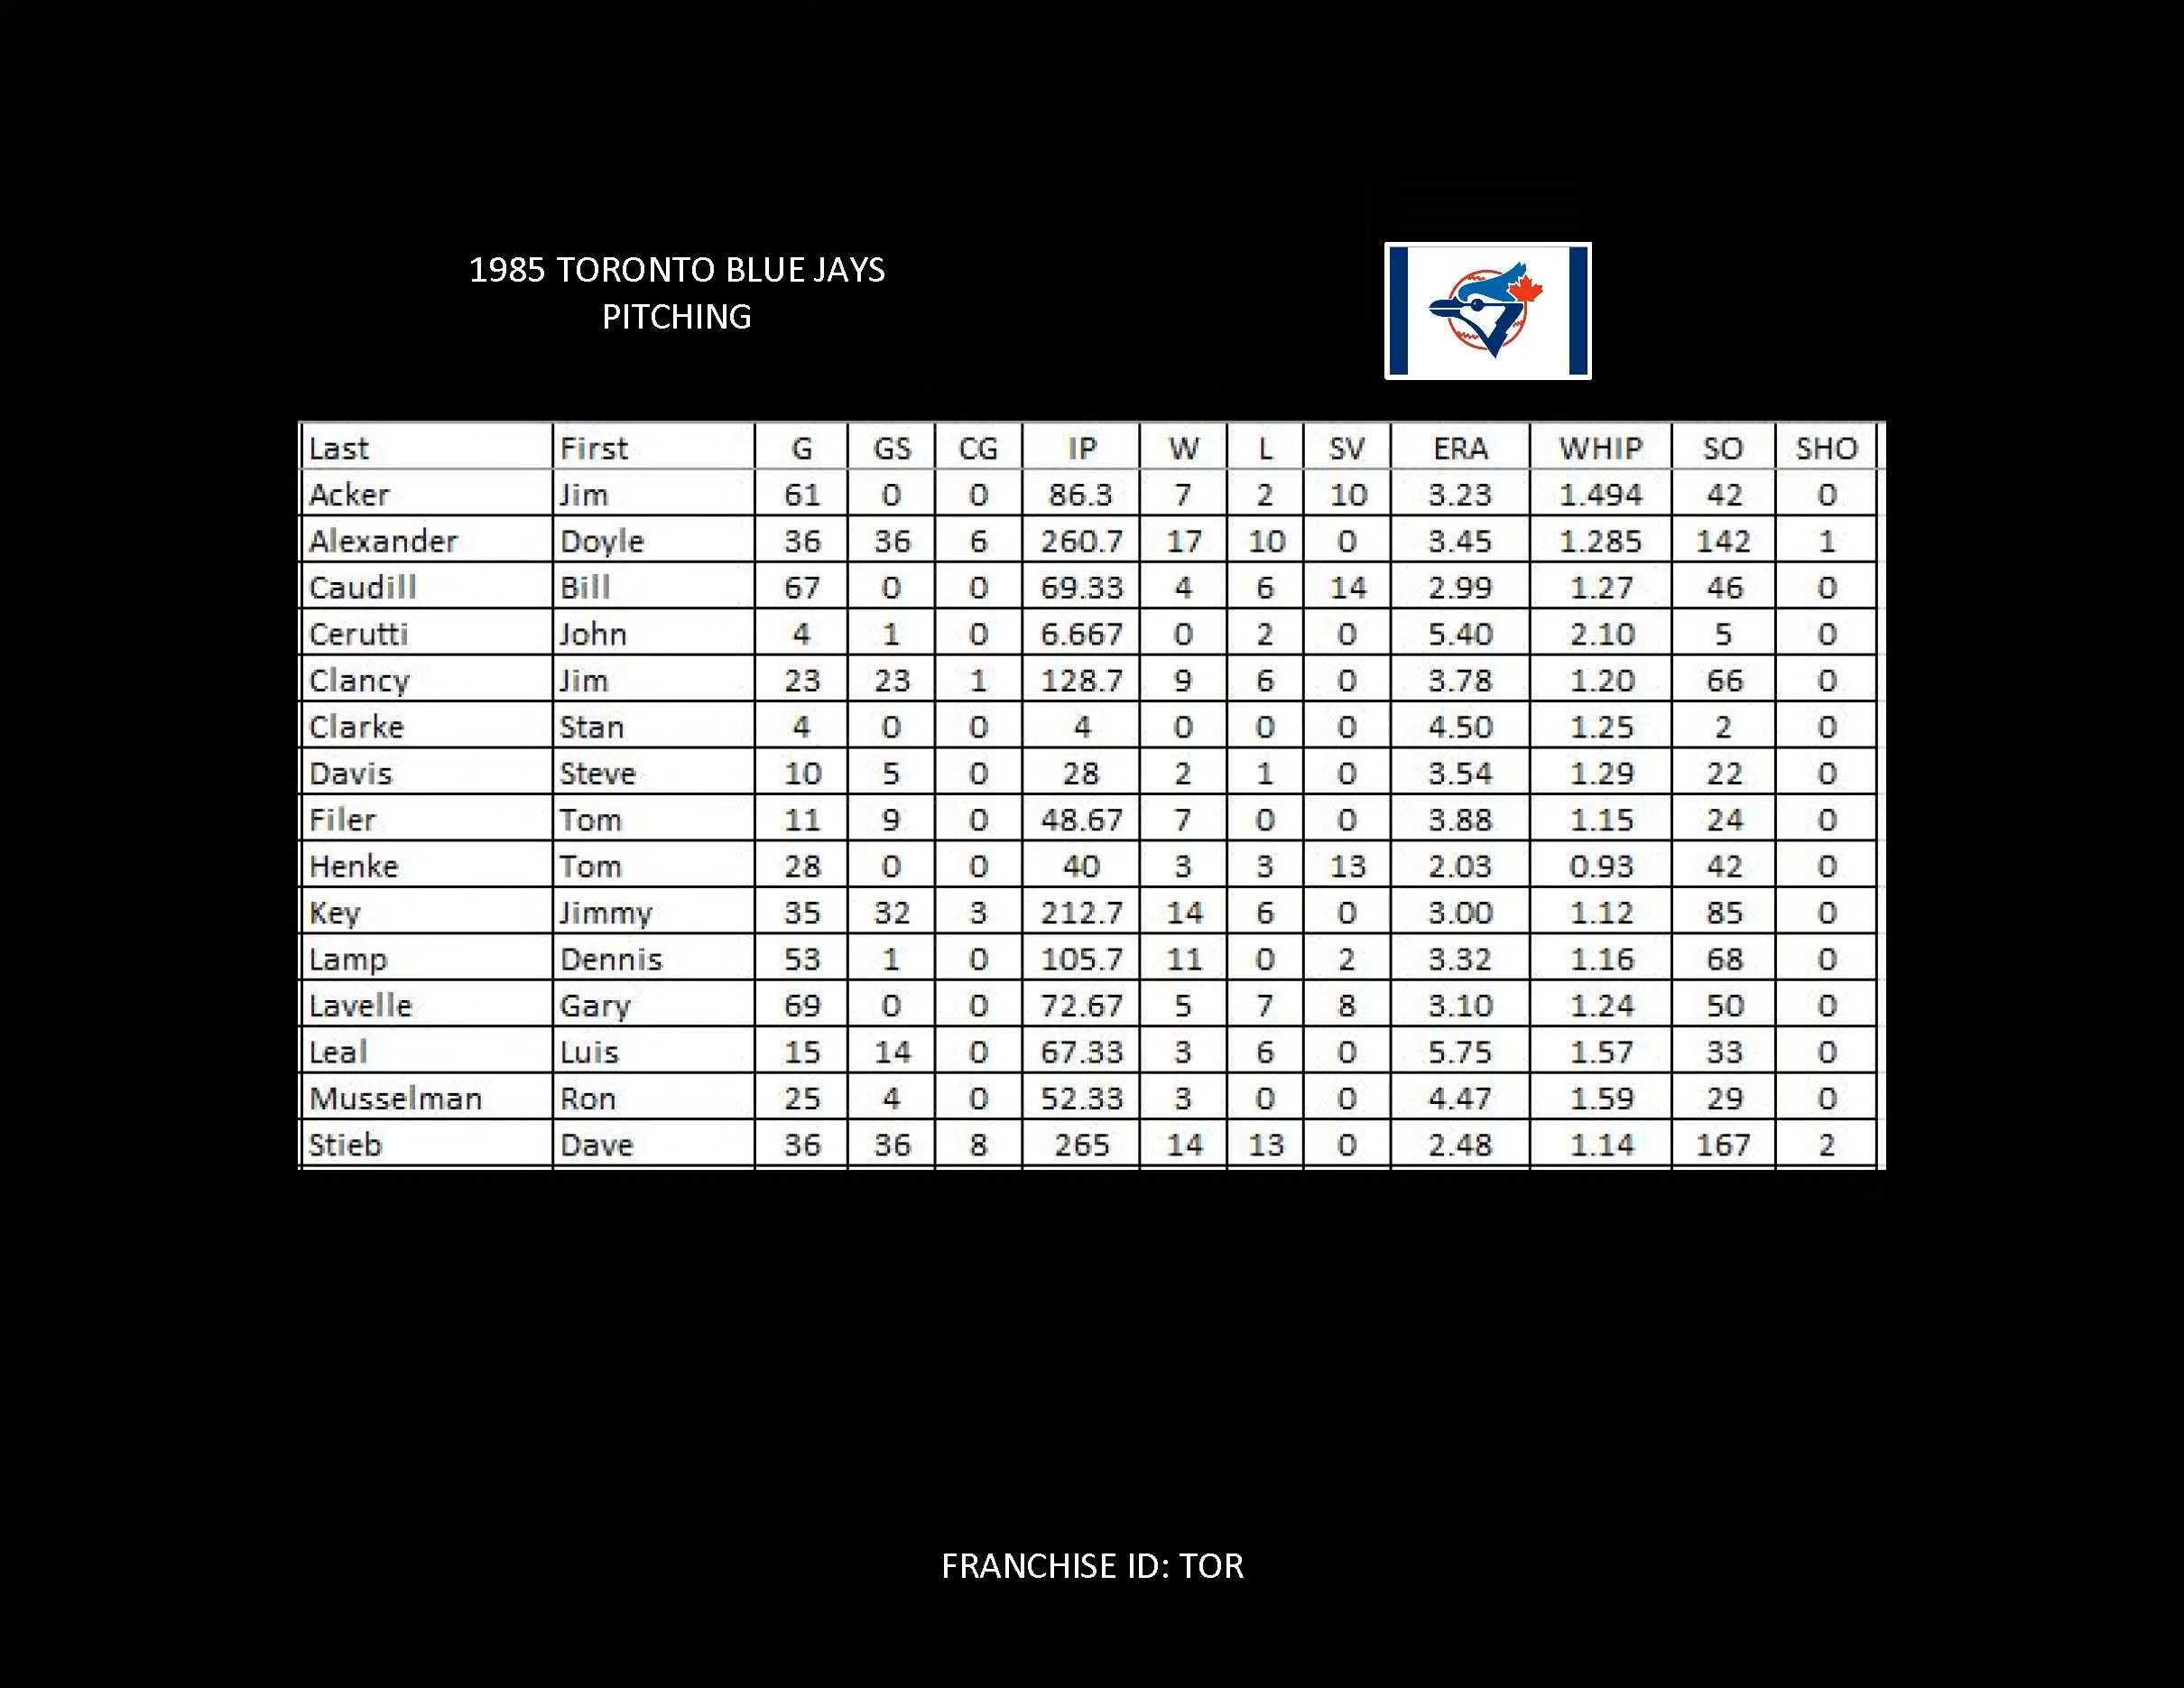 1985 TORONTO BLUE JAYS
PITCHING
Last First G GS CG IP W L SV ERA WHIP SO SHO
Acker Jim 61 0 0 86.3 7 2 10 3.23 1.494 42 0
Alexander Doyle 36 36 6 260.7 17 10 0 3.45 1.285 142 1
Caudill Bill 67 0 0 69.33 4 6 14 2.99 1.27 46 0
Cerutti John 4 1 0 6.667 0 2 0 5.40 2.10 5 0
Clancy Jim 23 23 1 128.7 9 6 0 3.78 1.20 66 0
Clarke Stan 4 0 0 4 0 0 0 4.50 1.25 2 0
Davis Steve 10 5 0 28 2 1 0 3.54 1.29 22 0
Filer Tom 11 9 0 48.67 7 0 0 3.88 1.15 24 0
Henke Tom 28 0 0 40 3 3 13 2.03 0.93 42 0
Key Jimmy 35 32 3 212.7 14 6 0 3.00 1.12 85 0
Lamp Dennis 53 1 0 105.7 11 0 2 3.32 1.16 68 0
Lavelle Gary 69 0 0 72.67 5 7 8 3.10 1.24 50 0
Leal Luis 15 14 0 67.33 3 6 0 5.75 1.57 33 0
Musselman Ron 25 4 0 52.33 3 0 0 4.47 1.59 29 0
Stieb Dave 36 36 8 265 14 13 0 2.48 1.14 167 2
FRANCHISE ID: TOR